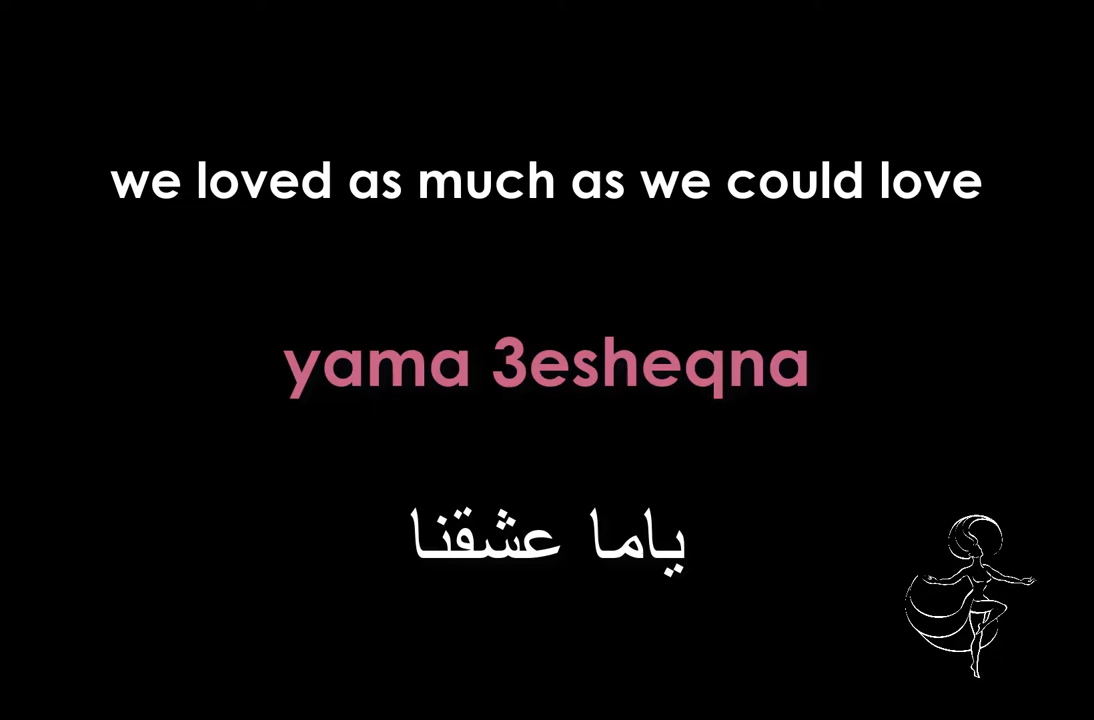 we loved as much as we could love
yama 3esheqna
ياما عشقنا